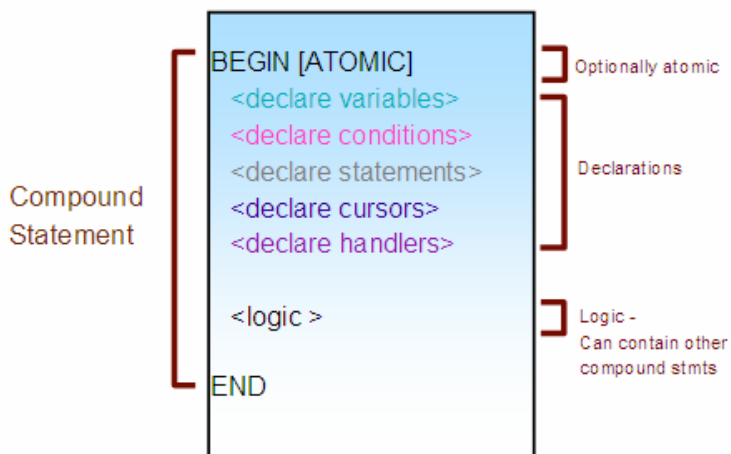 BEGIN [ATOMIC]
Optionally atomic
<declare variables>
<declare conditions>
<declare statements>
<declare cursors>
<declare handlers>
Declarations
Compound
Statement
<logic >
Logic -
Can contain other
compound stmts
END